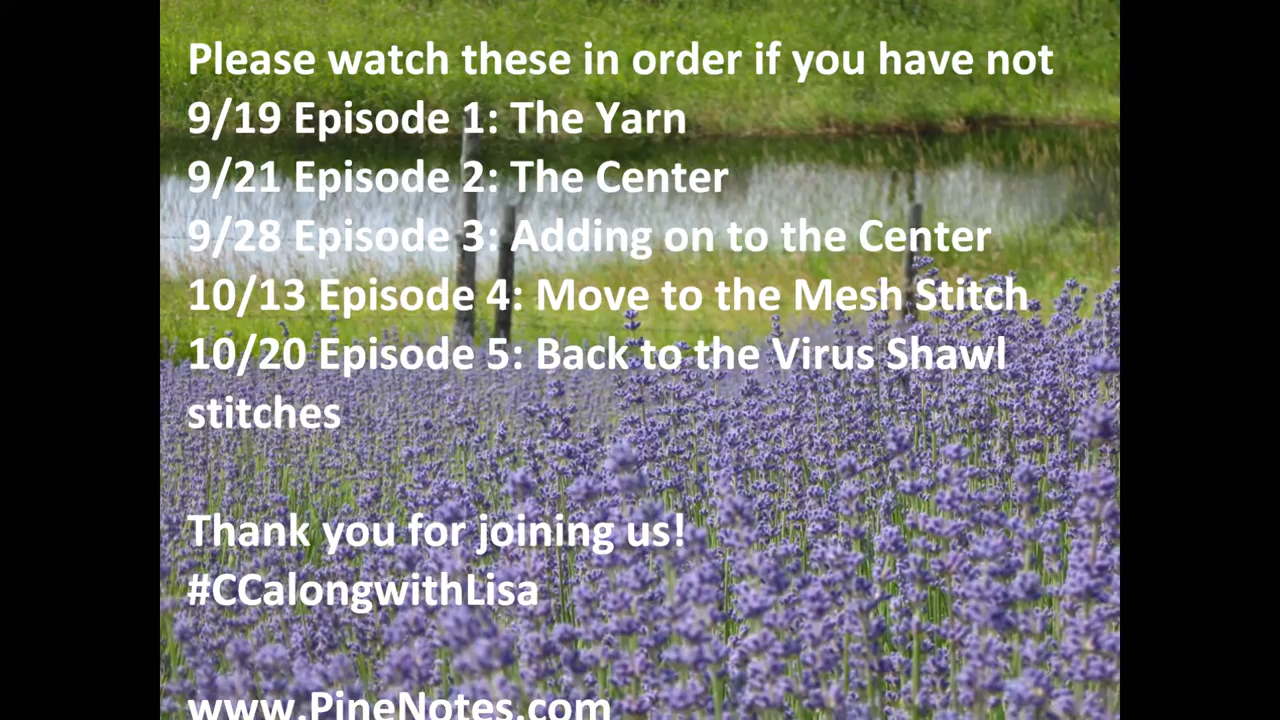 Please watch these in order if you have not
9/19 Episode 1: The Yarn
9/21 Episode 2: The Center
9/28 Episode 3: Adding on to the Center
10/13 Episode 4: Move to the Mesh Stitch
10/20 Episode 5: Back to the Virus Shawl
stitches
Thank you for joining us!
#CCalongwithLisa
www.PineNotes.com